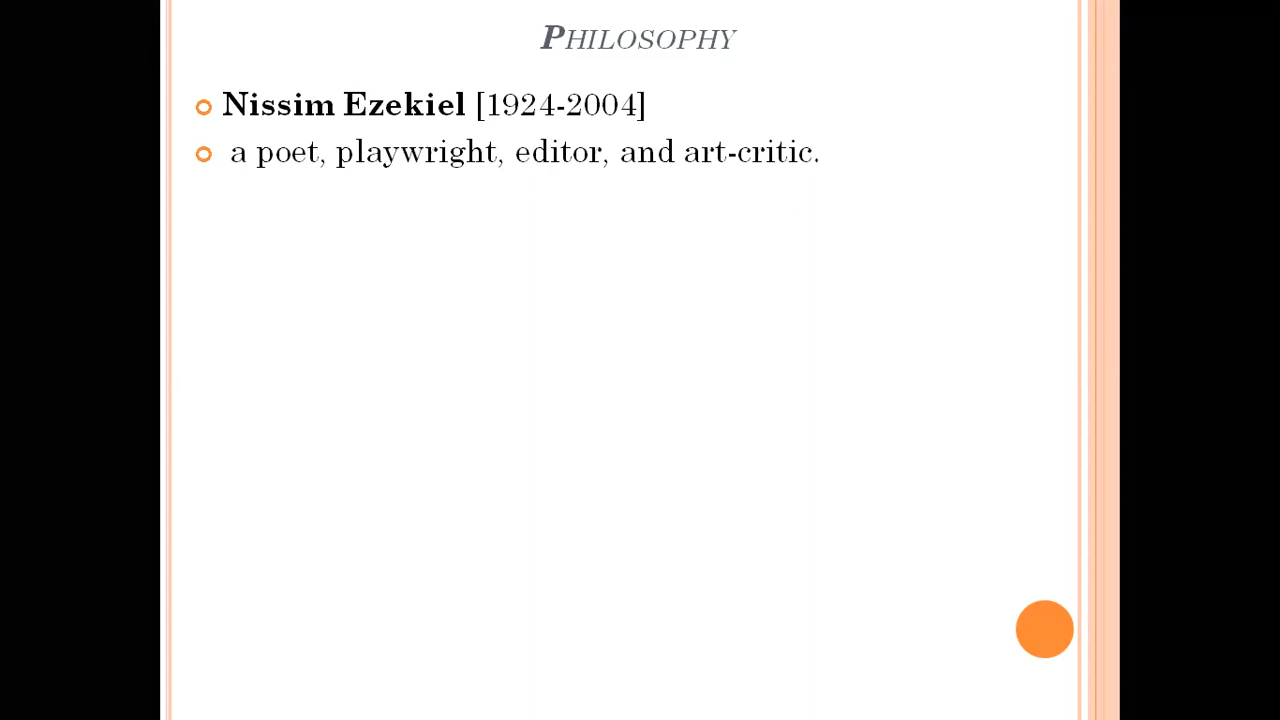 PHILOSOPHY
Nissim Ezekiel [1924-2004]
a poet, playwright, editor, and art-critic.